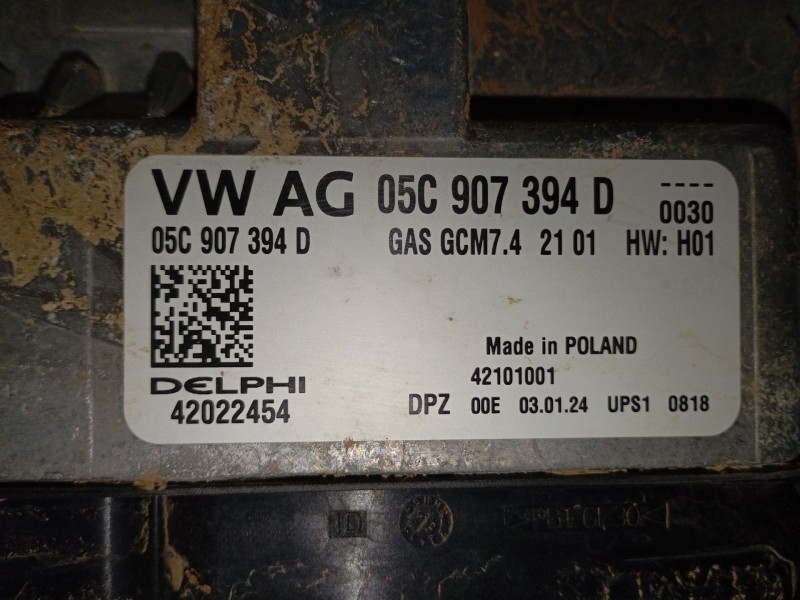 VW AG 05C 907 394 D ----
0030
05C 907 394 D GAS GCM7.4 21 01 HW: H01
Made in POLAND
DELPHI 42101001
42022454 DPZ 00E 03.01.24 UPS1 0818